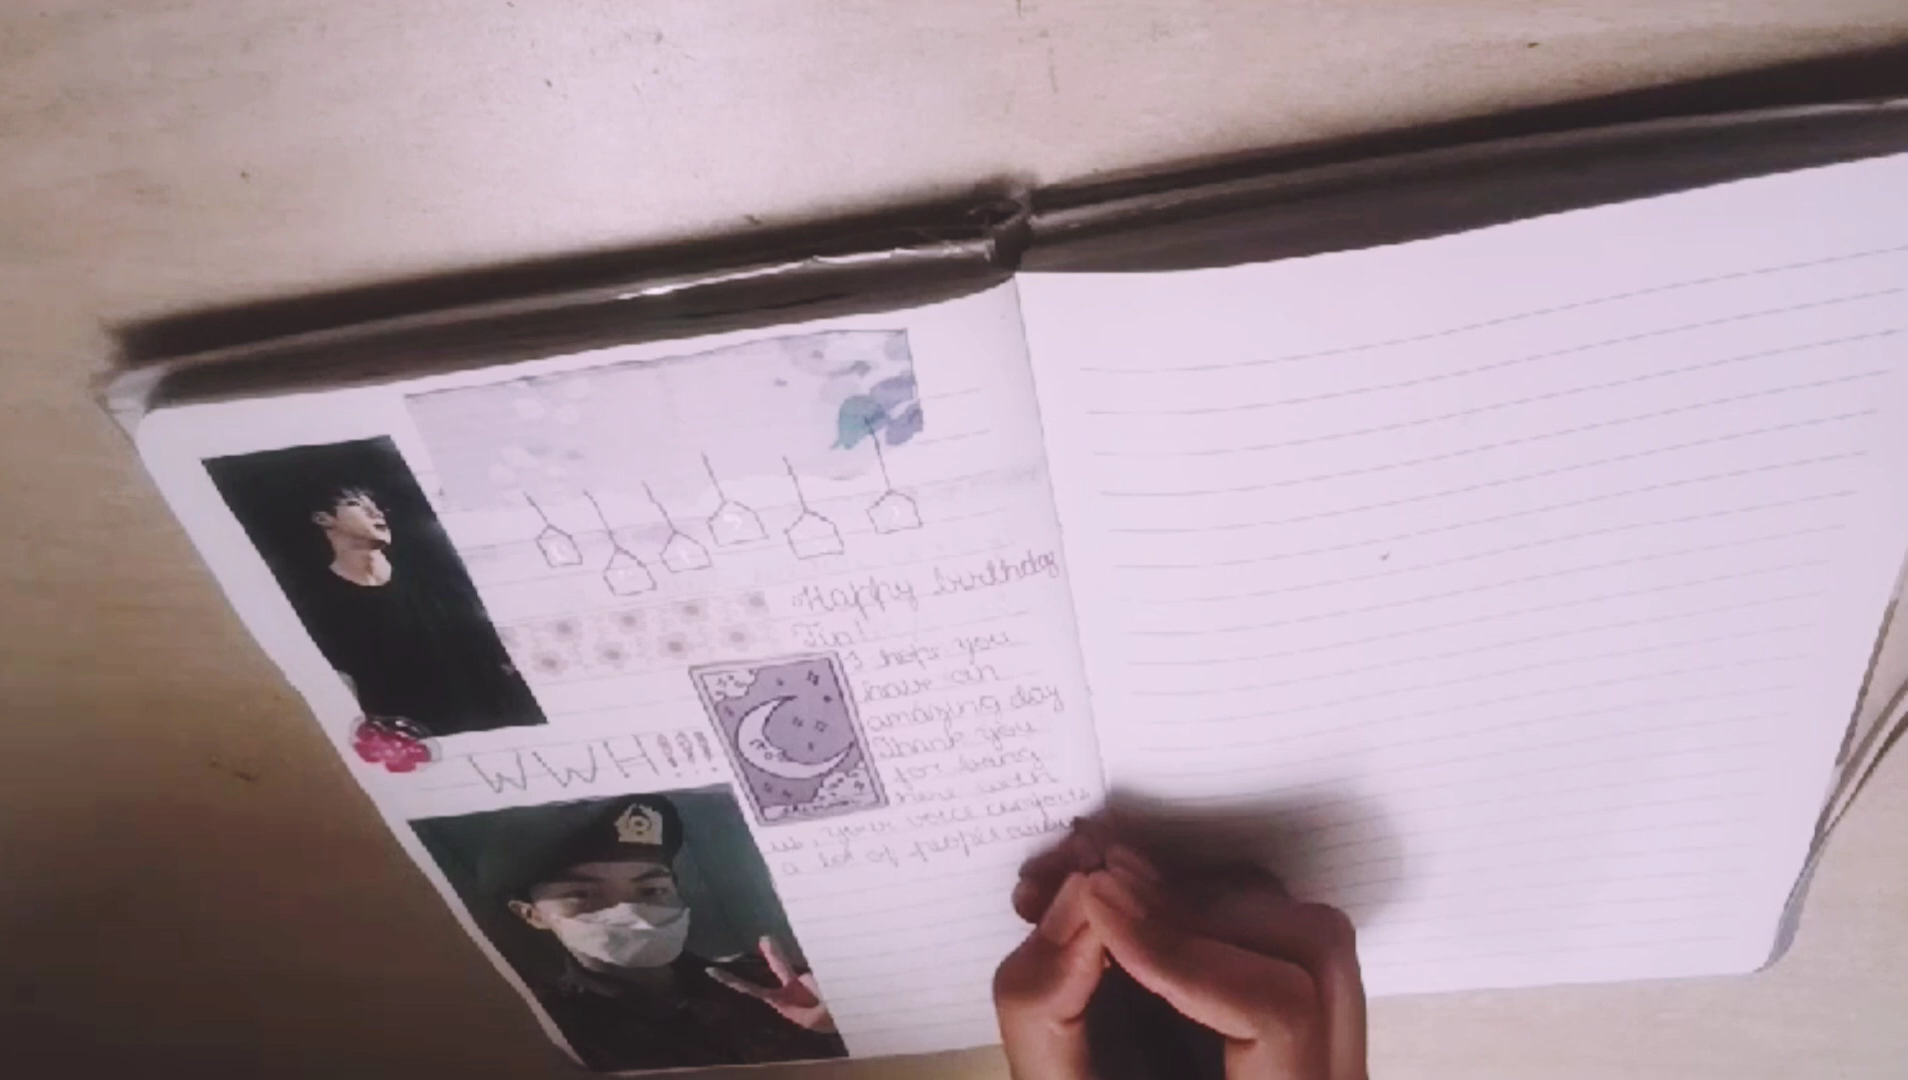 Happy birthday
Jin!
I hope you
have an
amazing day
Thank you
for being
here with
us, your voice comforts
a lot of people
WWH!!!